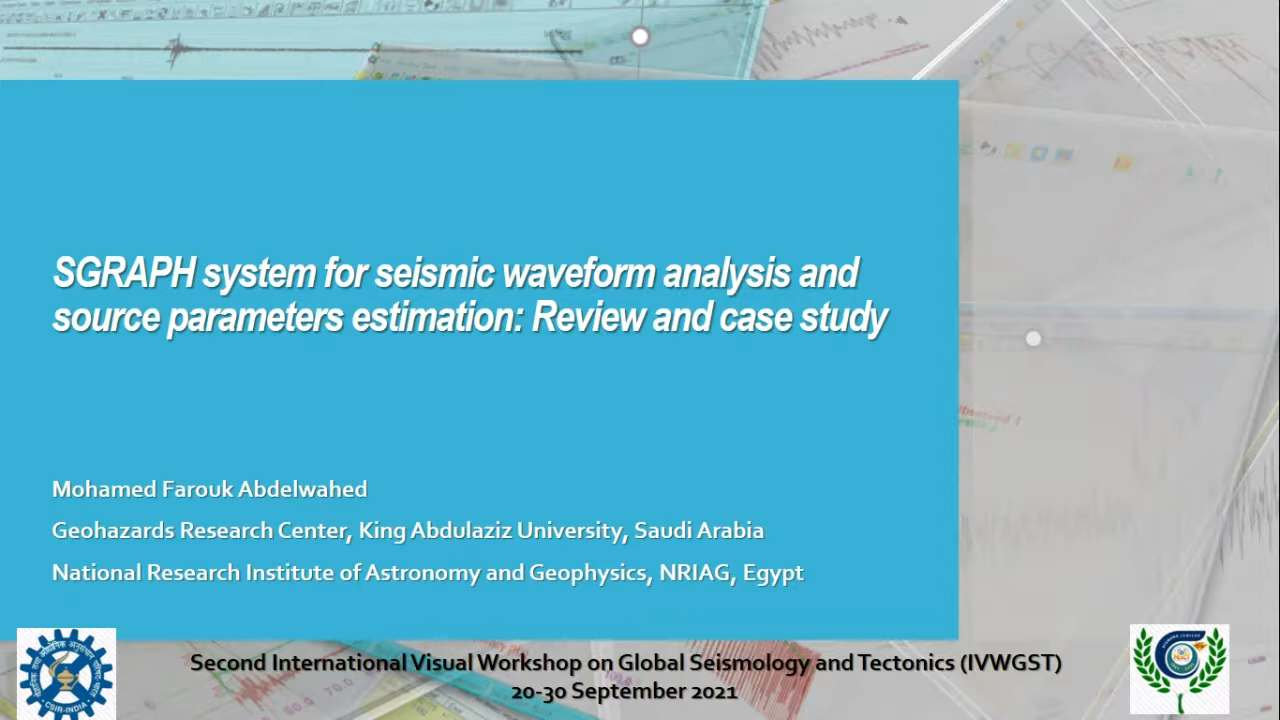 SGRAPH system for seismic waveform analysis and
source parameters estimation: Review and case study
Mohamed Farouk Abdelwahed
Geohazards Research Center, King Abdulaziz University, Saudi Arabia
National Research Institute of Astronomy and Geophysics, NRIAG, Egypt
Second International Visual Workshop on Global Seismology and Tectonics (IVWGST)
20-30 September 2021
CSIR-INDIA